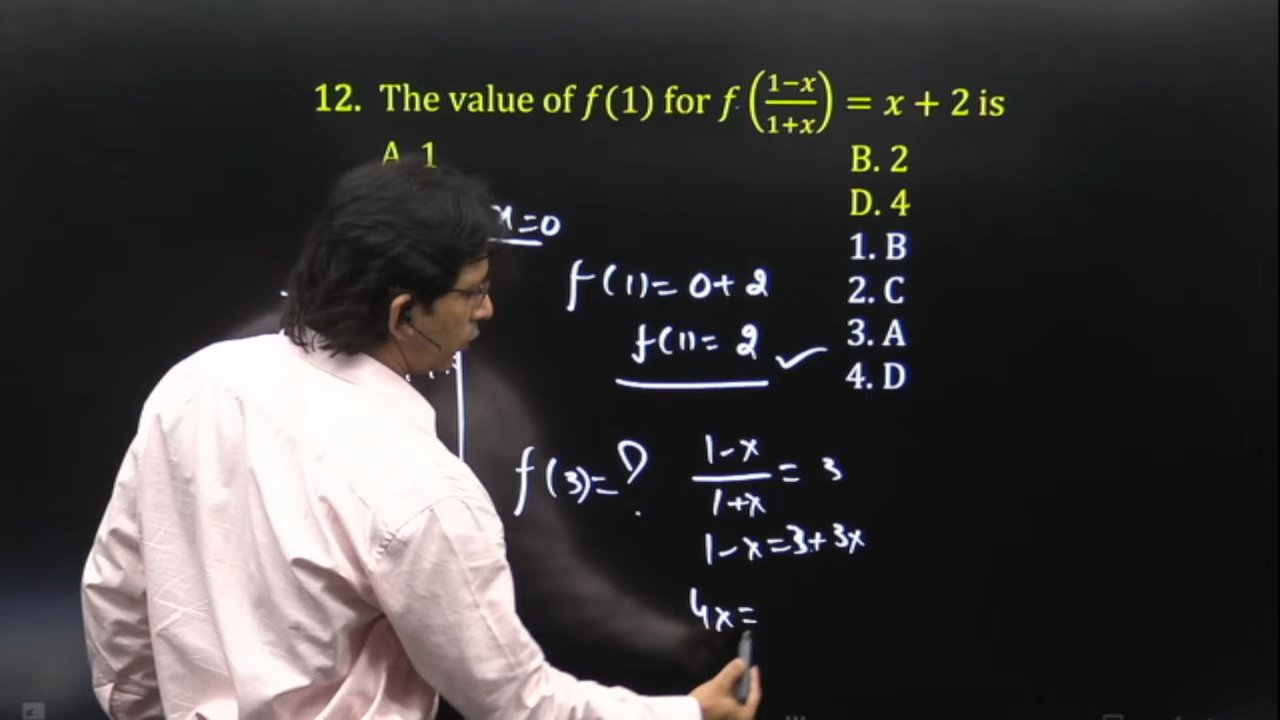 12. The value of f(1) for f((1−x)/(1+x)) = x + 2 is
A. 1
B. 2
D. 4
x=0
f(1)= 0+2
f(1)= 2 ✓
1. B
2. C
3. A
4. D
f(3)=?
(1-x)/(1+x) = 3
1-x=3+3x
4x=